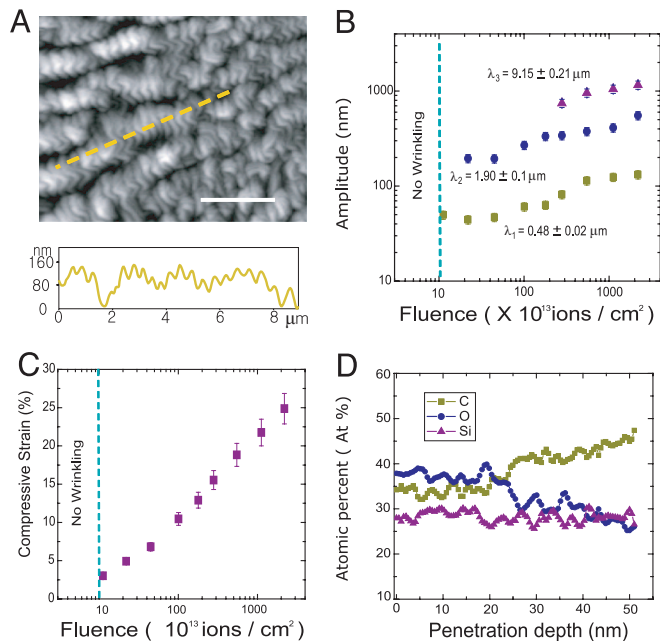 A
nm
160
80
0
0
2
4
6
8
μm
B
Amplitude (nm)
1000
100
10
No Wrinkling
λ3 = 9.15 ± 0.21 μm
λ2 = 1.90 ± 0.1 μm
λ1 = 0.48 ± 0.02 μm
10
100
1000
Fluence ( X 10¹³ions / cm²)
C
Compressive Strain (%)
30
25
20
15
10
5
0
No Wrinkling
10
100
1000
Fluence ( 10¹³ions / cm²)
D
Atomic percent ( At %)
60
50
40
30
20
10
C
O
Si
0
10
20
30
40
50
Penetration depth (nm)